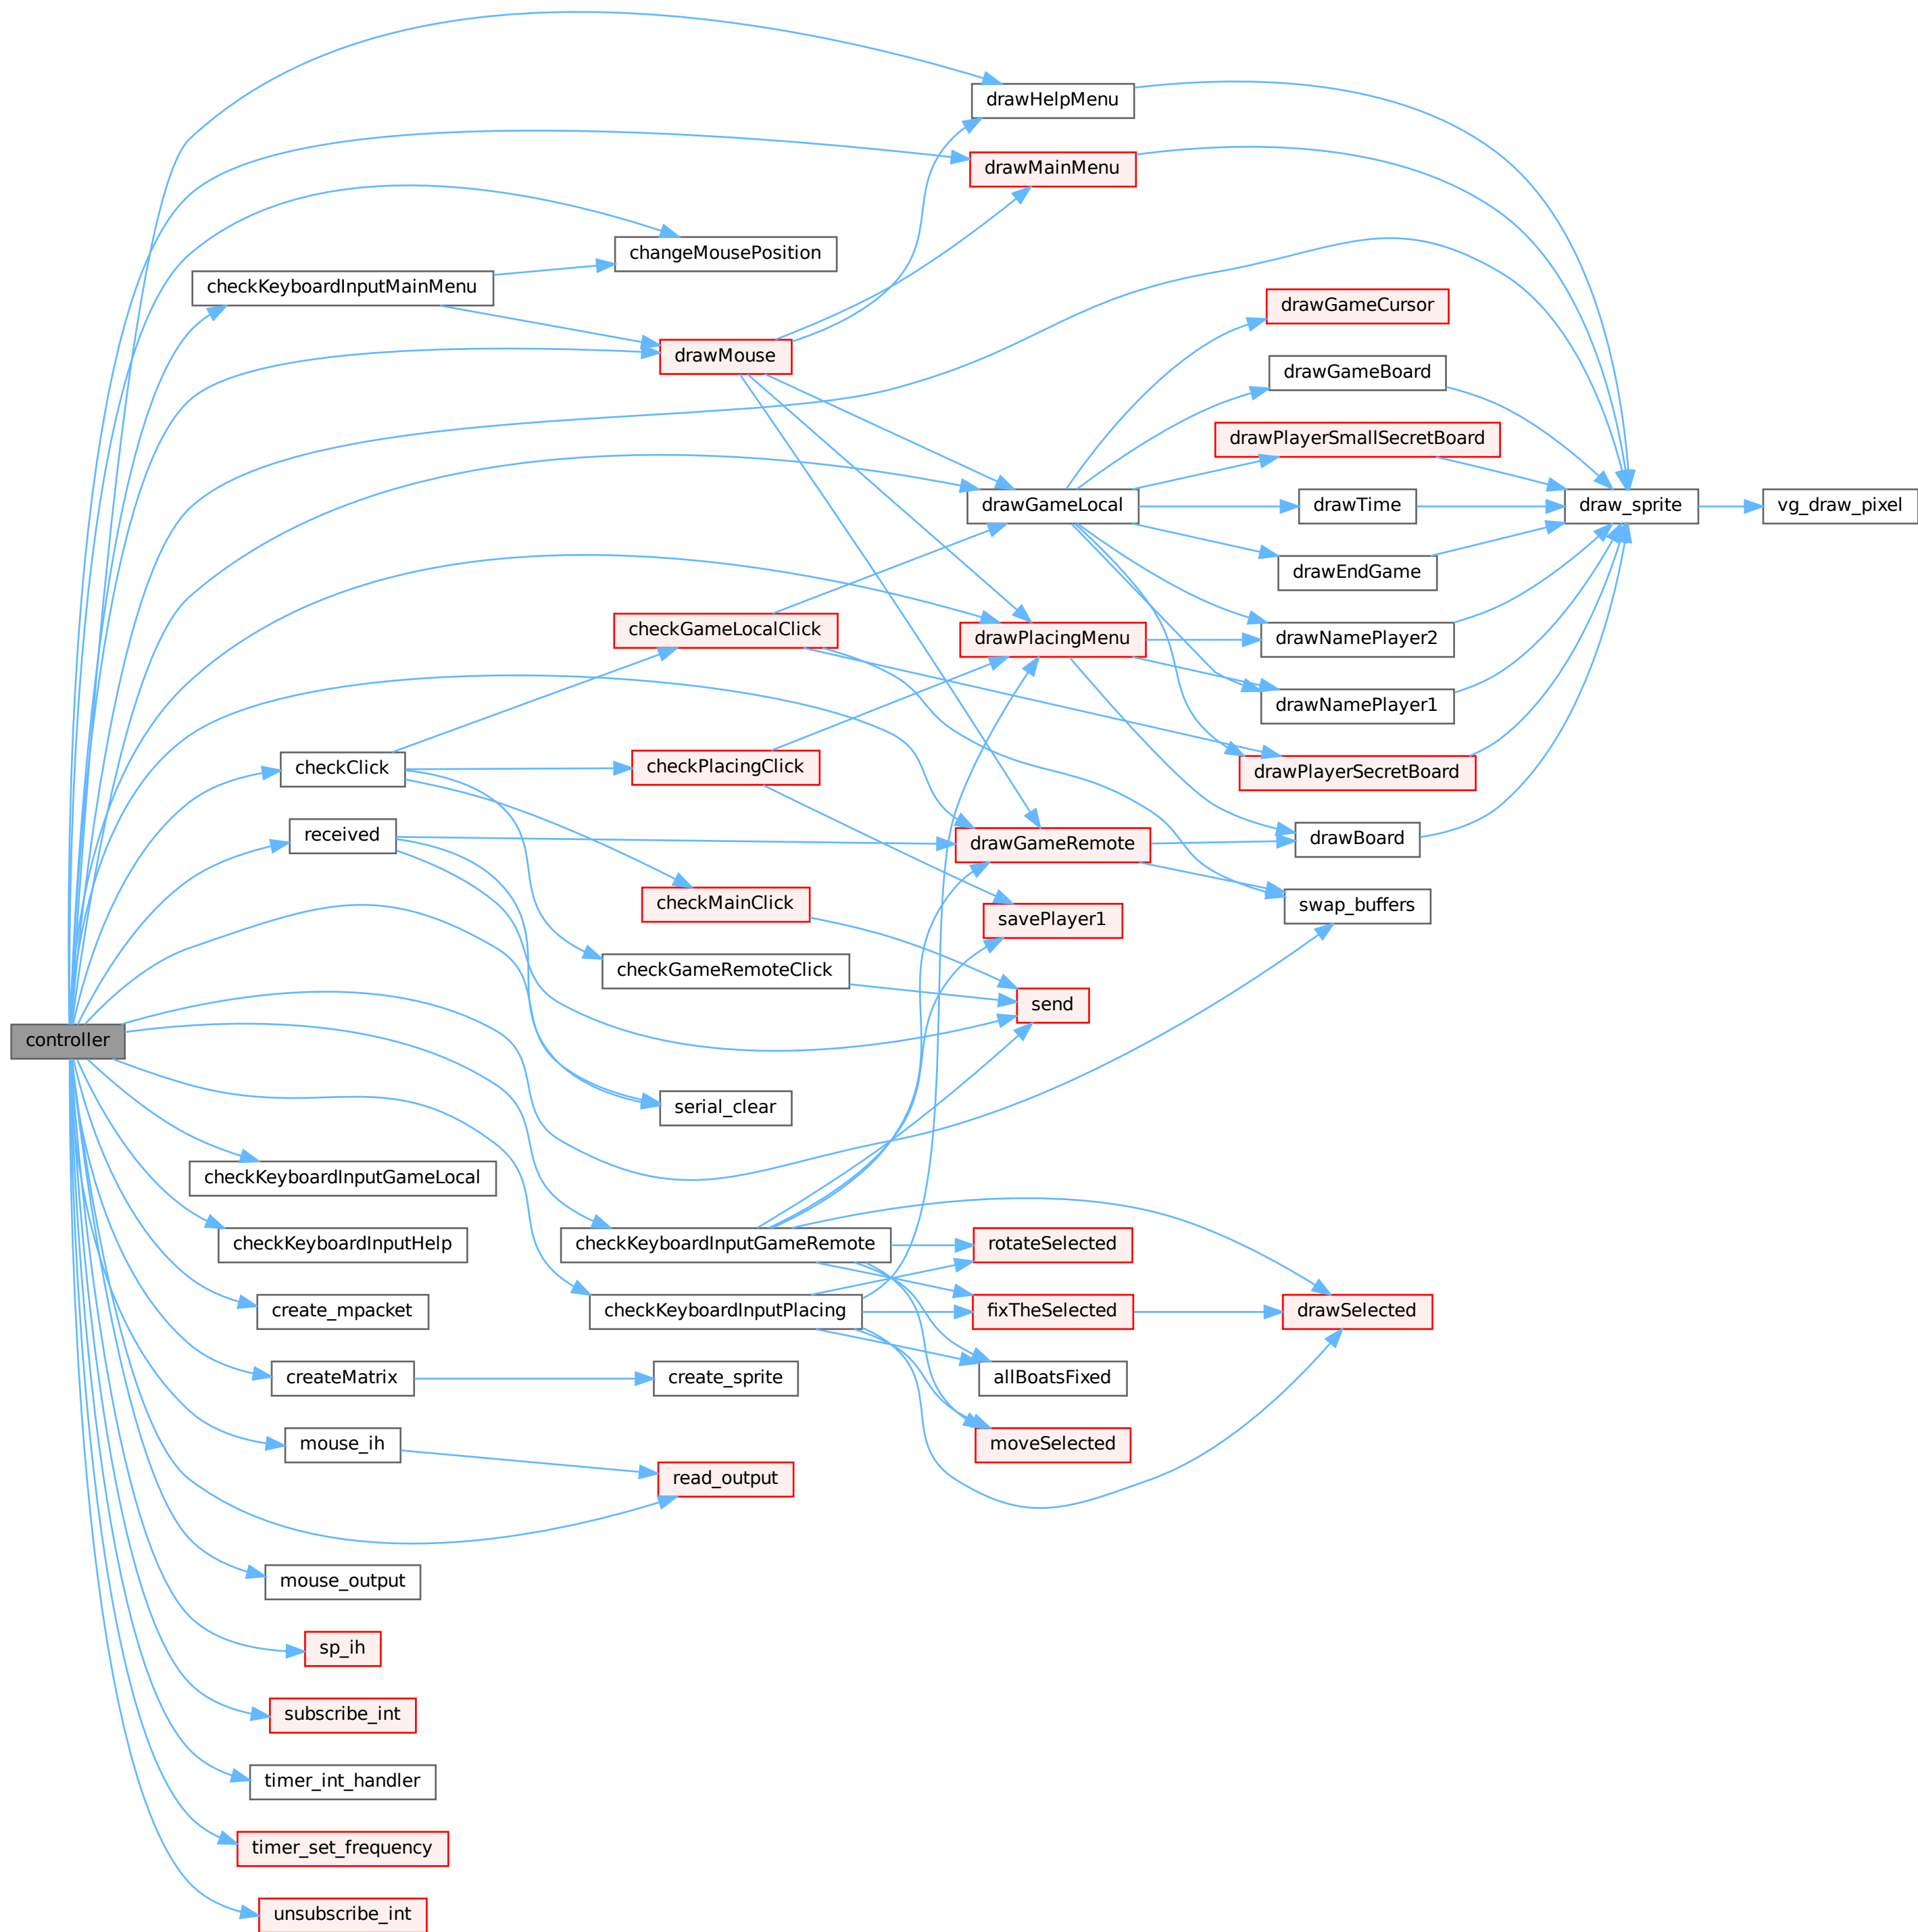 drawHelpMenu
drawMainMenu
changeMousePosition
checkKeyboardInputMainMenu
drawGameCursor
drawMouse
drawGameBoard
drawPlayerSmallSecretBoard
drawGameLocal
drawTime
draw_sprite
vg_draw_pixel
drawEndGame
checkGameLocalClick
drawPlacingMenu
drawNamePlayer2
drawNamePlayer1
checkClick
checkPlacingClick
drawPlayerSecretBoard
received
drawGameRemote
drawBoard
checkMainClick
savePlayer1
swap_buffers
checkGameRemoteClick
send
controller
serial_clear
checkKeyboardInputGameLocal
checkKeyboardInputHelp
checkKeyboardInputGameRemote
rotateSelected
create_mpacket
checkKeyboardInputPlacing
fixTheSelected
drawSelected
createMatrix
create_sprite
allBoatsFixed
mouse_ih
moveSelected
read_output
mouse_output
sp_ih
subscribe_int
timer_int_handler
timer_set_frequency
unsubscribe_int